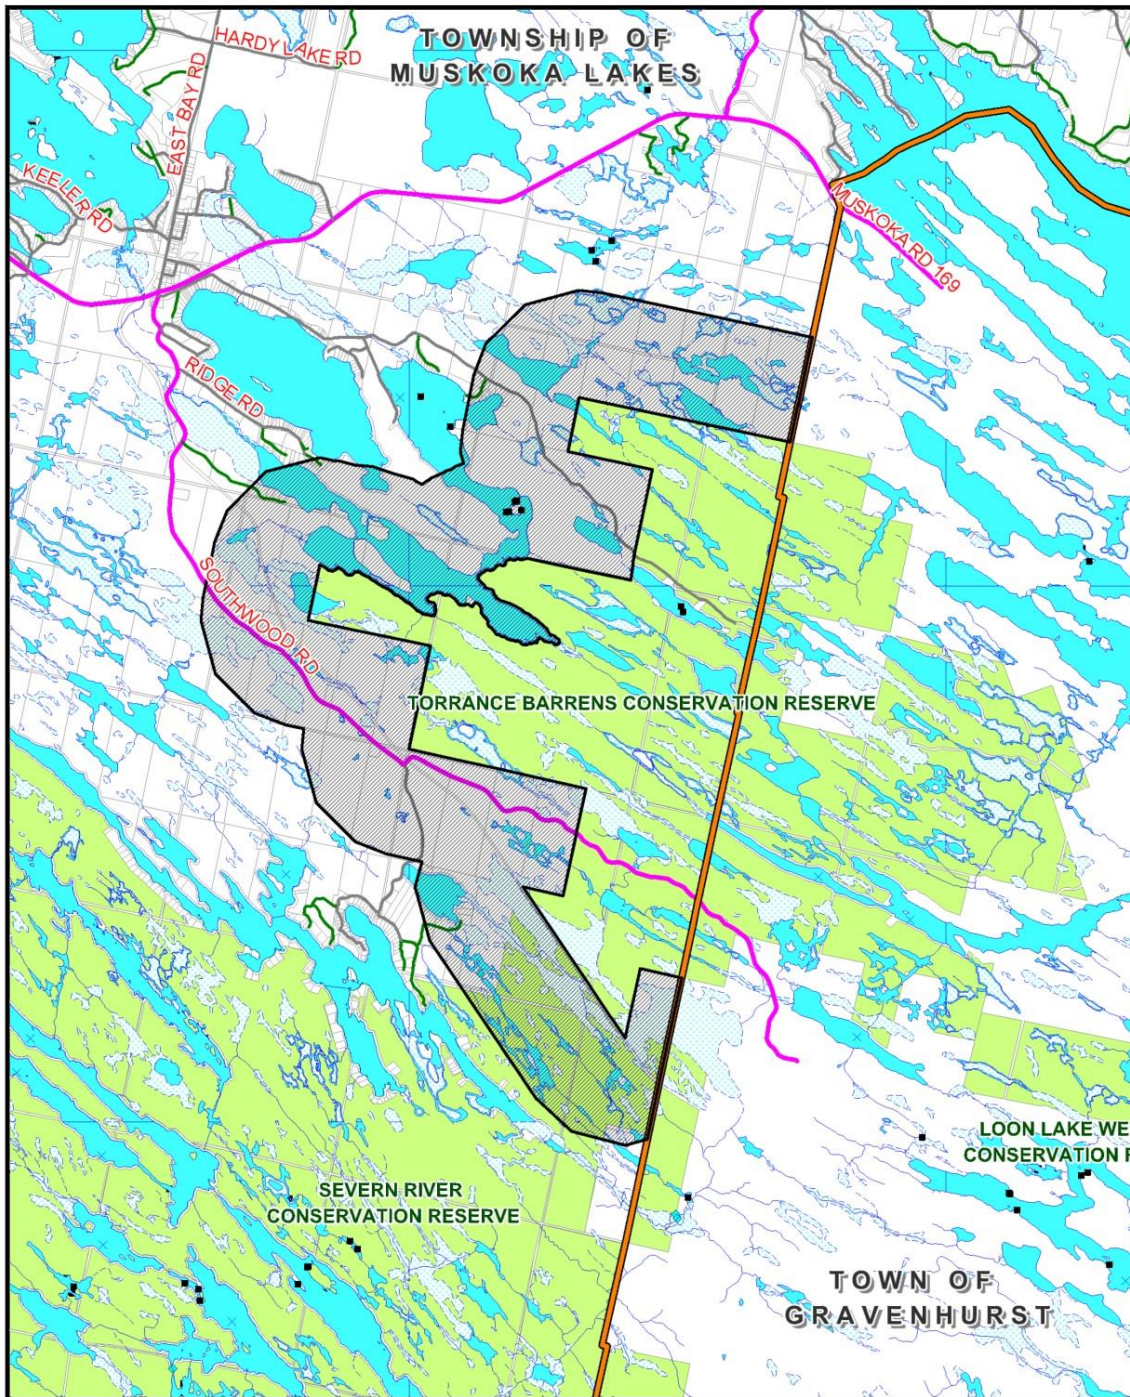 HARDY LAKE RD
TOWNSHIP OF
MUSKOKA LAKES
EAST BAY RD
KEELER RD
MUSKOKA RD 169
RIDGE RD
SOUTHWOOD RD
TORRANCE BARRENS CONSERVATION RESERVE
LOON LAKE WE
CONSERVATION R
SEVERN RIVER
CONSERVATION RESERVE
TOWN OF
GRAVENHURST